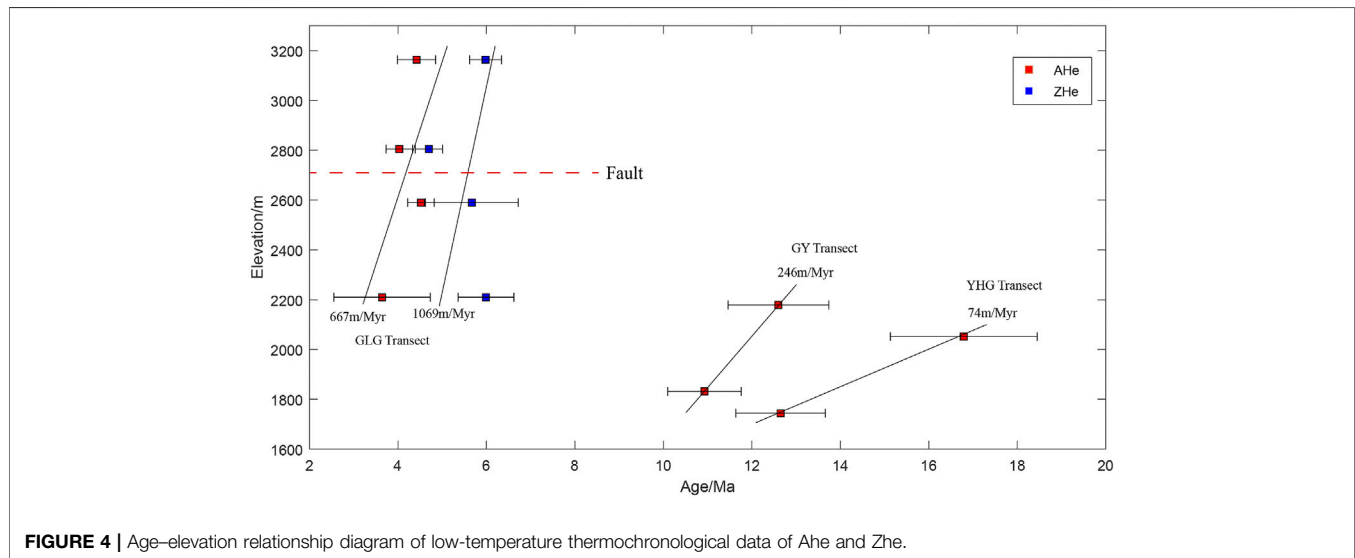 3200
3000
2800
2600
2400
2200
2000
1800
1600
Elevation/m
AHe
ZHe
Fault
GY Transect
246m/Myr
YHG Transect
74m/Myr
667m/Myr
1069m/Myr
GLG Transect
2 4 6 8 10 12 14 16 18 20
Age/Ma
FIGURE 4 | Age–elevation relationship diagram of low-temperature thermochronological data of Ahe and Zhe.